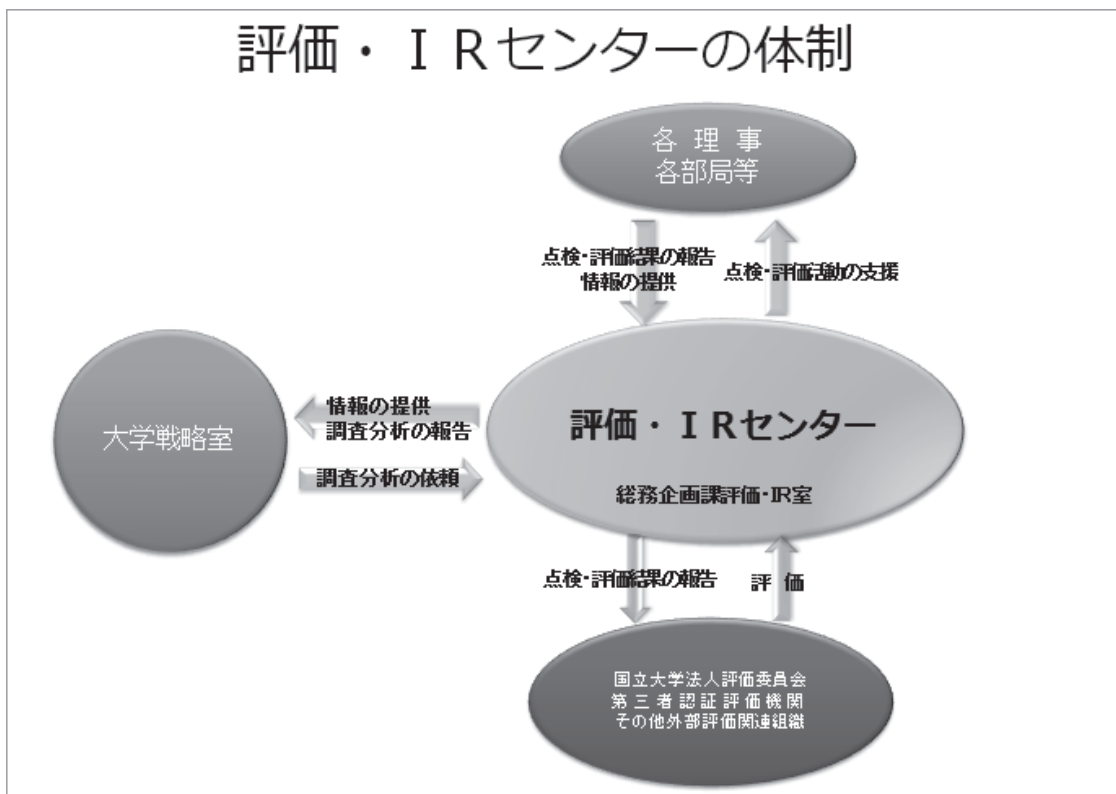 評価・ＩＲセンターの体制
各 理 事
各部局等
点検・評価結果の報告
情報の提供
点検・評価活動の支援
大学戦略室
情報の提供
調査分析の報告
調査分析の依頼
評価・ＩＲセンター
総務企画課評価・IR室
点検・評価結果の報告
評 価
国立大学法人評価委員会
第三者認証評価機関
その他外部評価関連組織